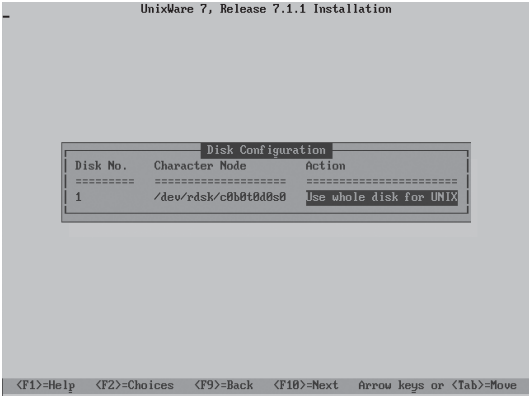 UnixWare 7, Release 7.1.1 Installation
Disk Configuration
Disk No. Character Node Action
========= ==================== =======================
1 /dev/rdsk/c0b0t0d0s0 Use whole disk for UNIX
<F1>=Help <F2>=Choices <F9>=Back <F10>=Next Arrow keys or <Tab>=Move